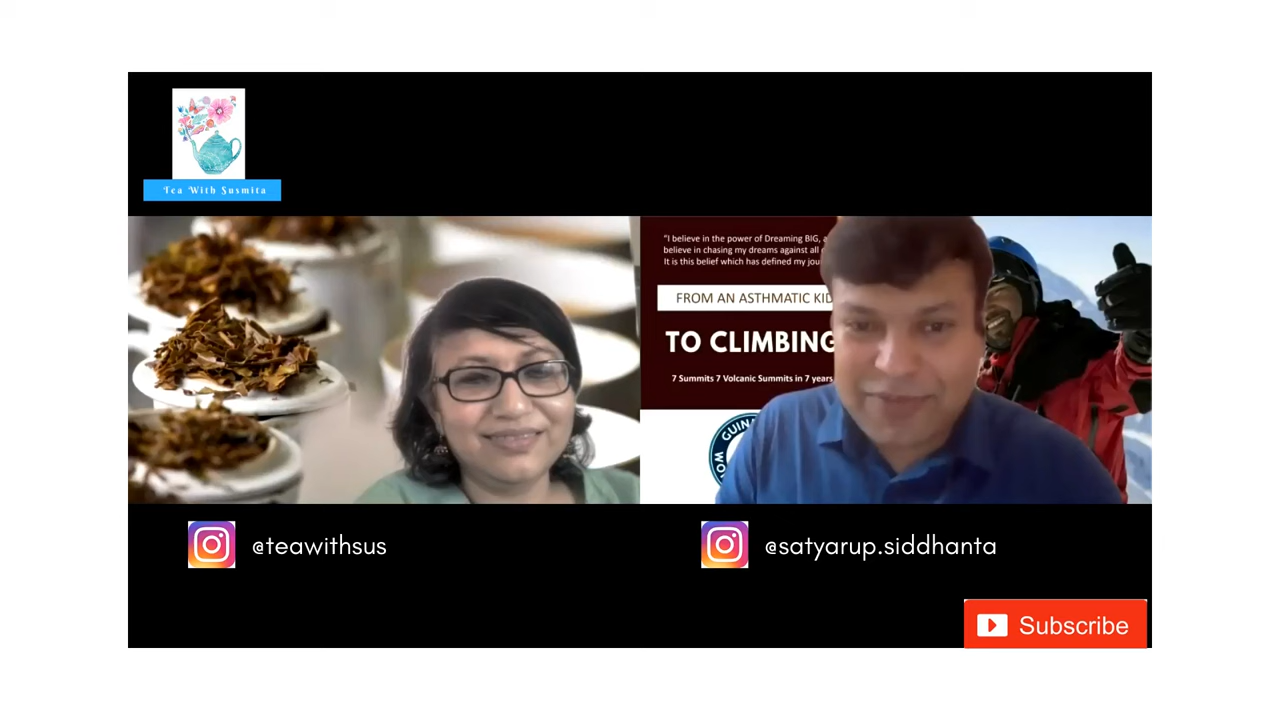 Tea With Susmita
"I believe in the power of Dreaming BIG,
believe in chasing my dreams against all
It is this belief which has defined my jou
FROM AN ASTHMATIC KID
TO CLIMBING
7 Summits 7 Volcanic Summits in 7 years
GUIN
WO
@teawithsus
@satyarup.siddhanta
Subscribe